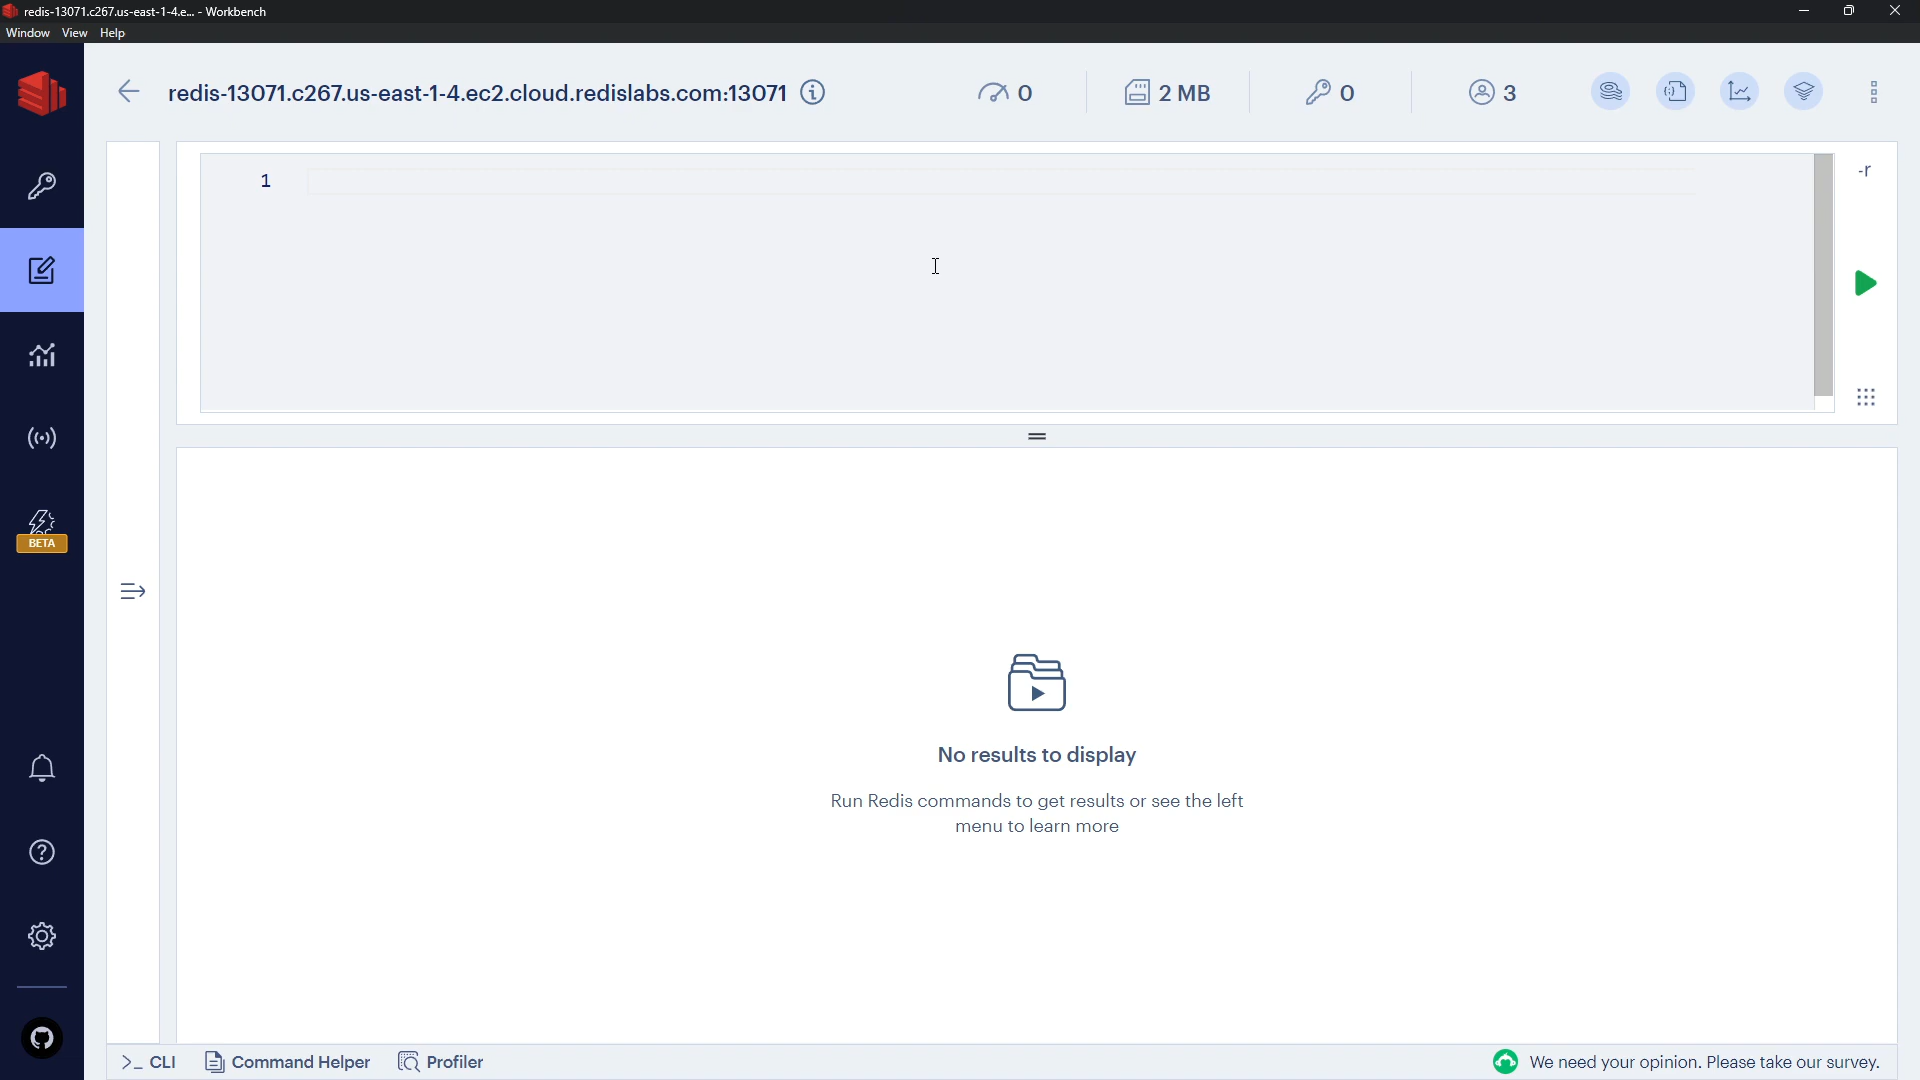 redis-13071.c267.us-east-1-4.e... - Workbench
Window View Help
redis-13071.c267.us-east-1-4.ec2.cloud.redislabs.com:13071
0
2 MB
0
3
1
-r
BETA
No results to display
Run Redis commands to get results or see the left
menu to learn more
>_ CLI
Command Helper
Profiler
We need your opinion. Please take our survey.